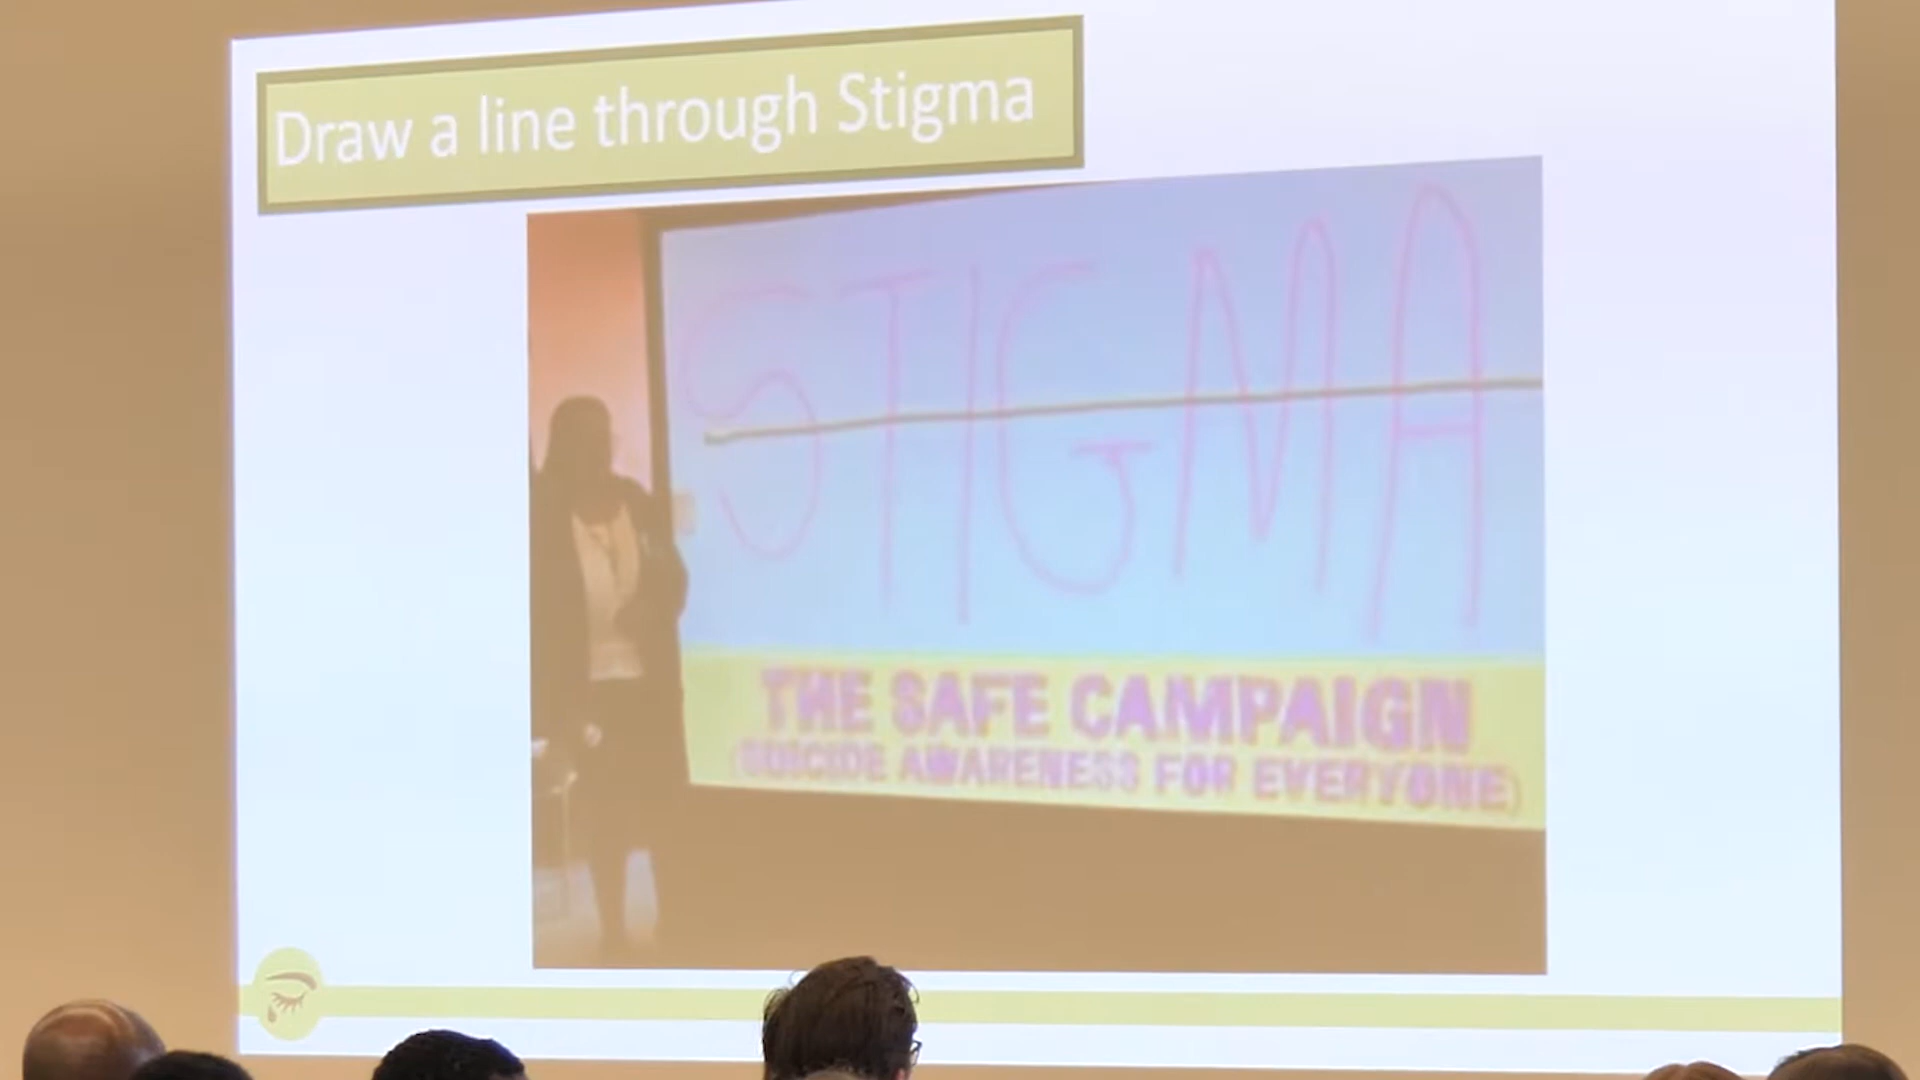 Draw a line through Stigma
STIGMA
THE SAFE CAMPAIGN
(SUICIDE AWARENESS FOR EVERYONE)